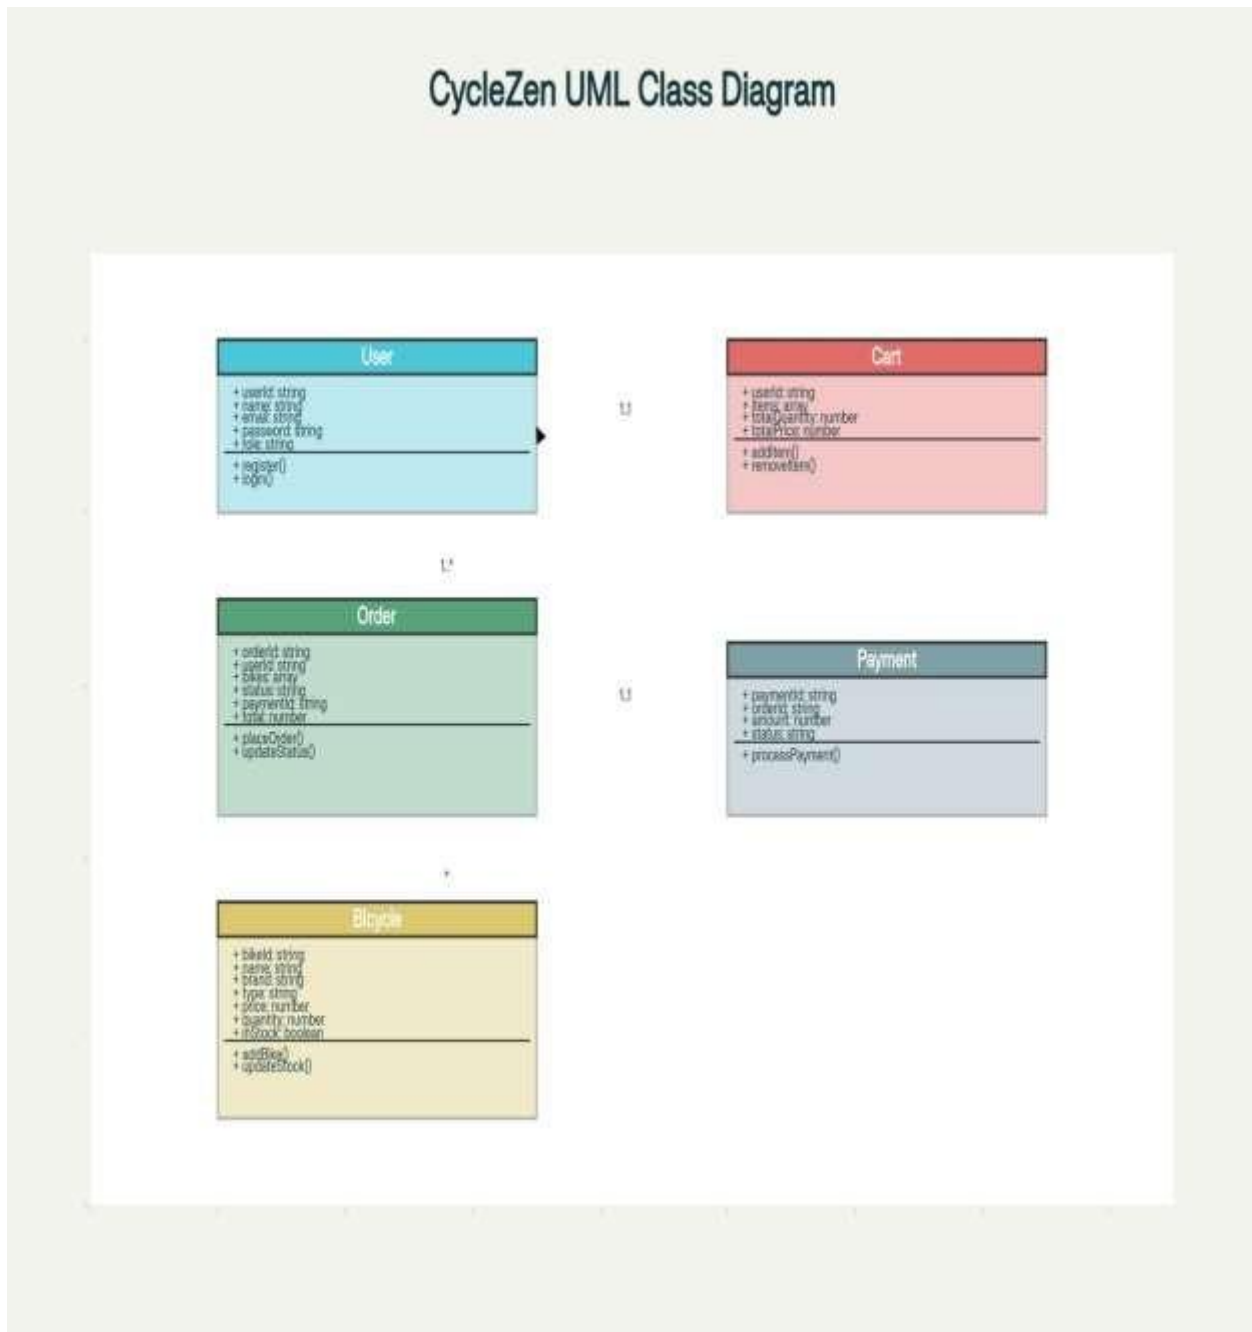 CycleZen UML Class Diagram
User
+ userId: string
+ name: string
+ email: string
+ password: string
+ role: string
+ register()
+ login()
1:1
Cart
+ userId: string
+ items: array
+ totalQuantity: number
+ totalPrice: number
+ addItem()
+ removeItem()
1:*
Order
+ orderId: string
+ userId: string
+ bikes: array
+ status: string
+ paymentId: string
+ total: number
+ placeOrder()
+ updateStatus()
1:1
Payment
+ paymentId: string
+ orderId: string
+ amount: number
+ status: string
+ processPayment()
*
Bicycle
+ bikeId: string
+ name: string
+ brand: string
+ type: string
+ price: number
+ quantity: number
+ inStock: boolean
+ addBike()
+ updateStock()